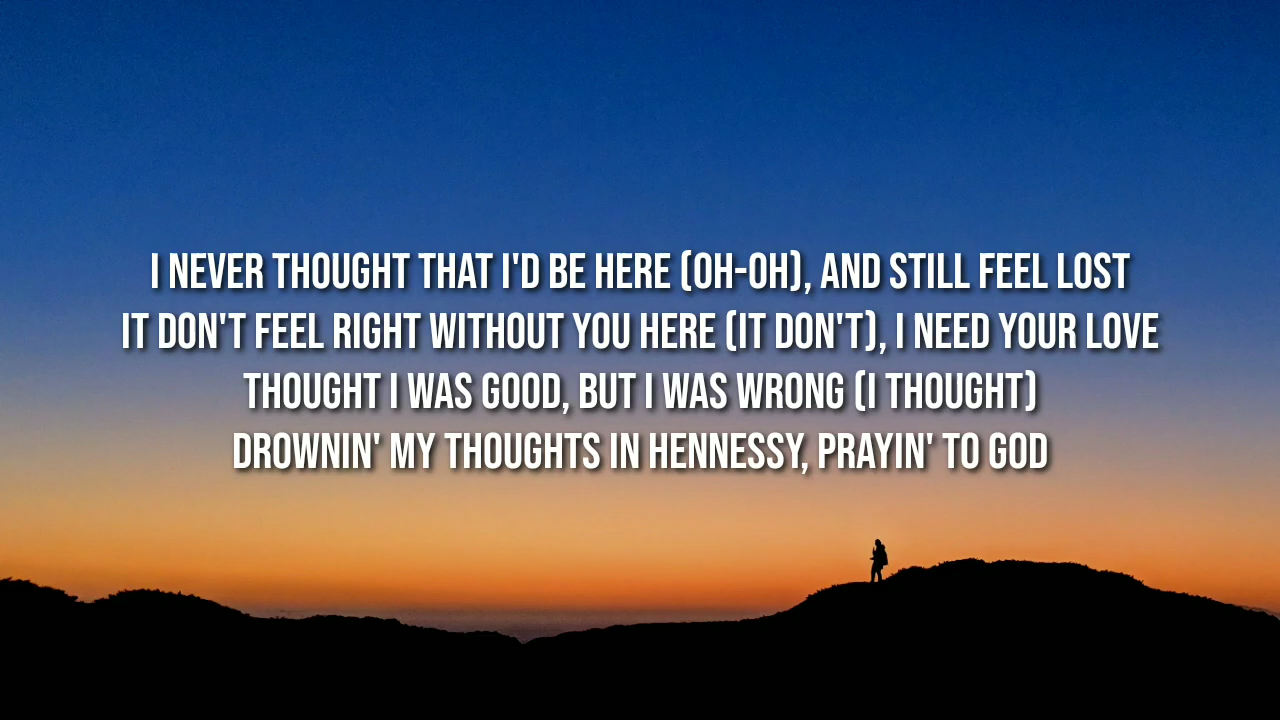 I NEVER THOUGHT THAT I'D BE HERE (OH-OH), AND STILL FEEL LOST
IT DON'T FEEL RIGHT WITHOUT YOU HERE (IT DON'T), I NEED YOUR LOVE
THOUGHT I WAS GOOD, BUT I WAS WRONG (I THOUGHT)
DROWNIN' MY THOUGHTS IN HENNESSY, PRAYIN' TO GOD